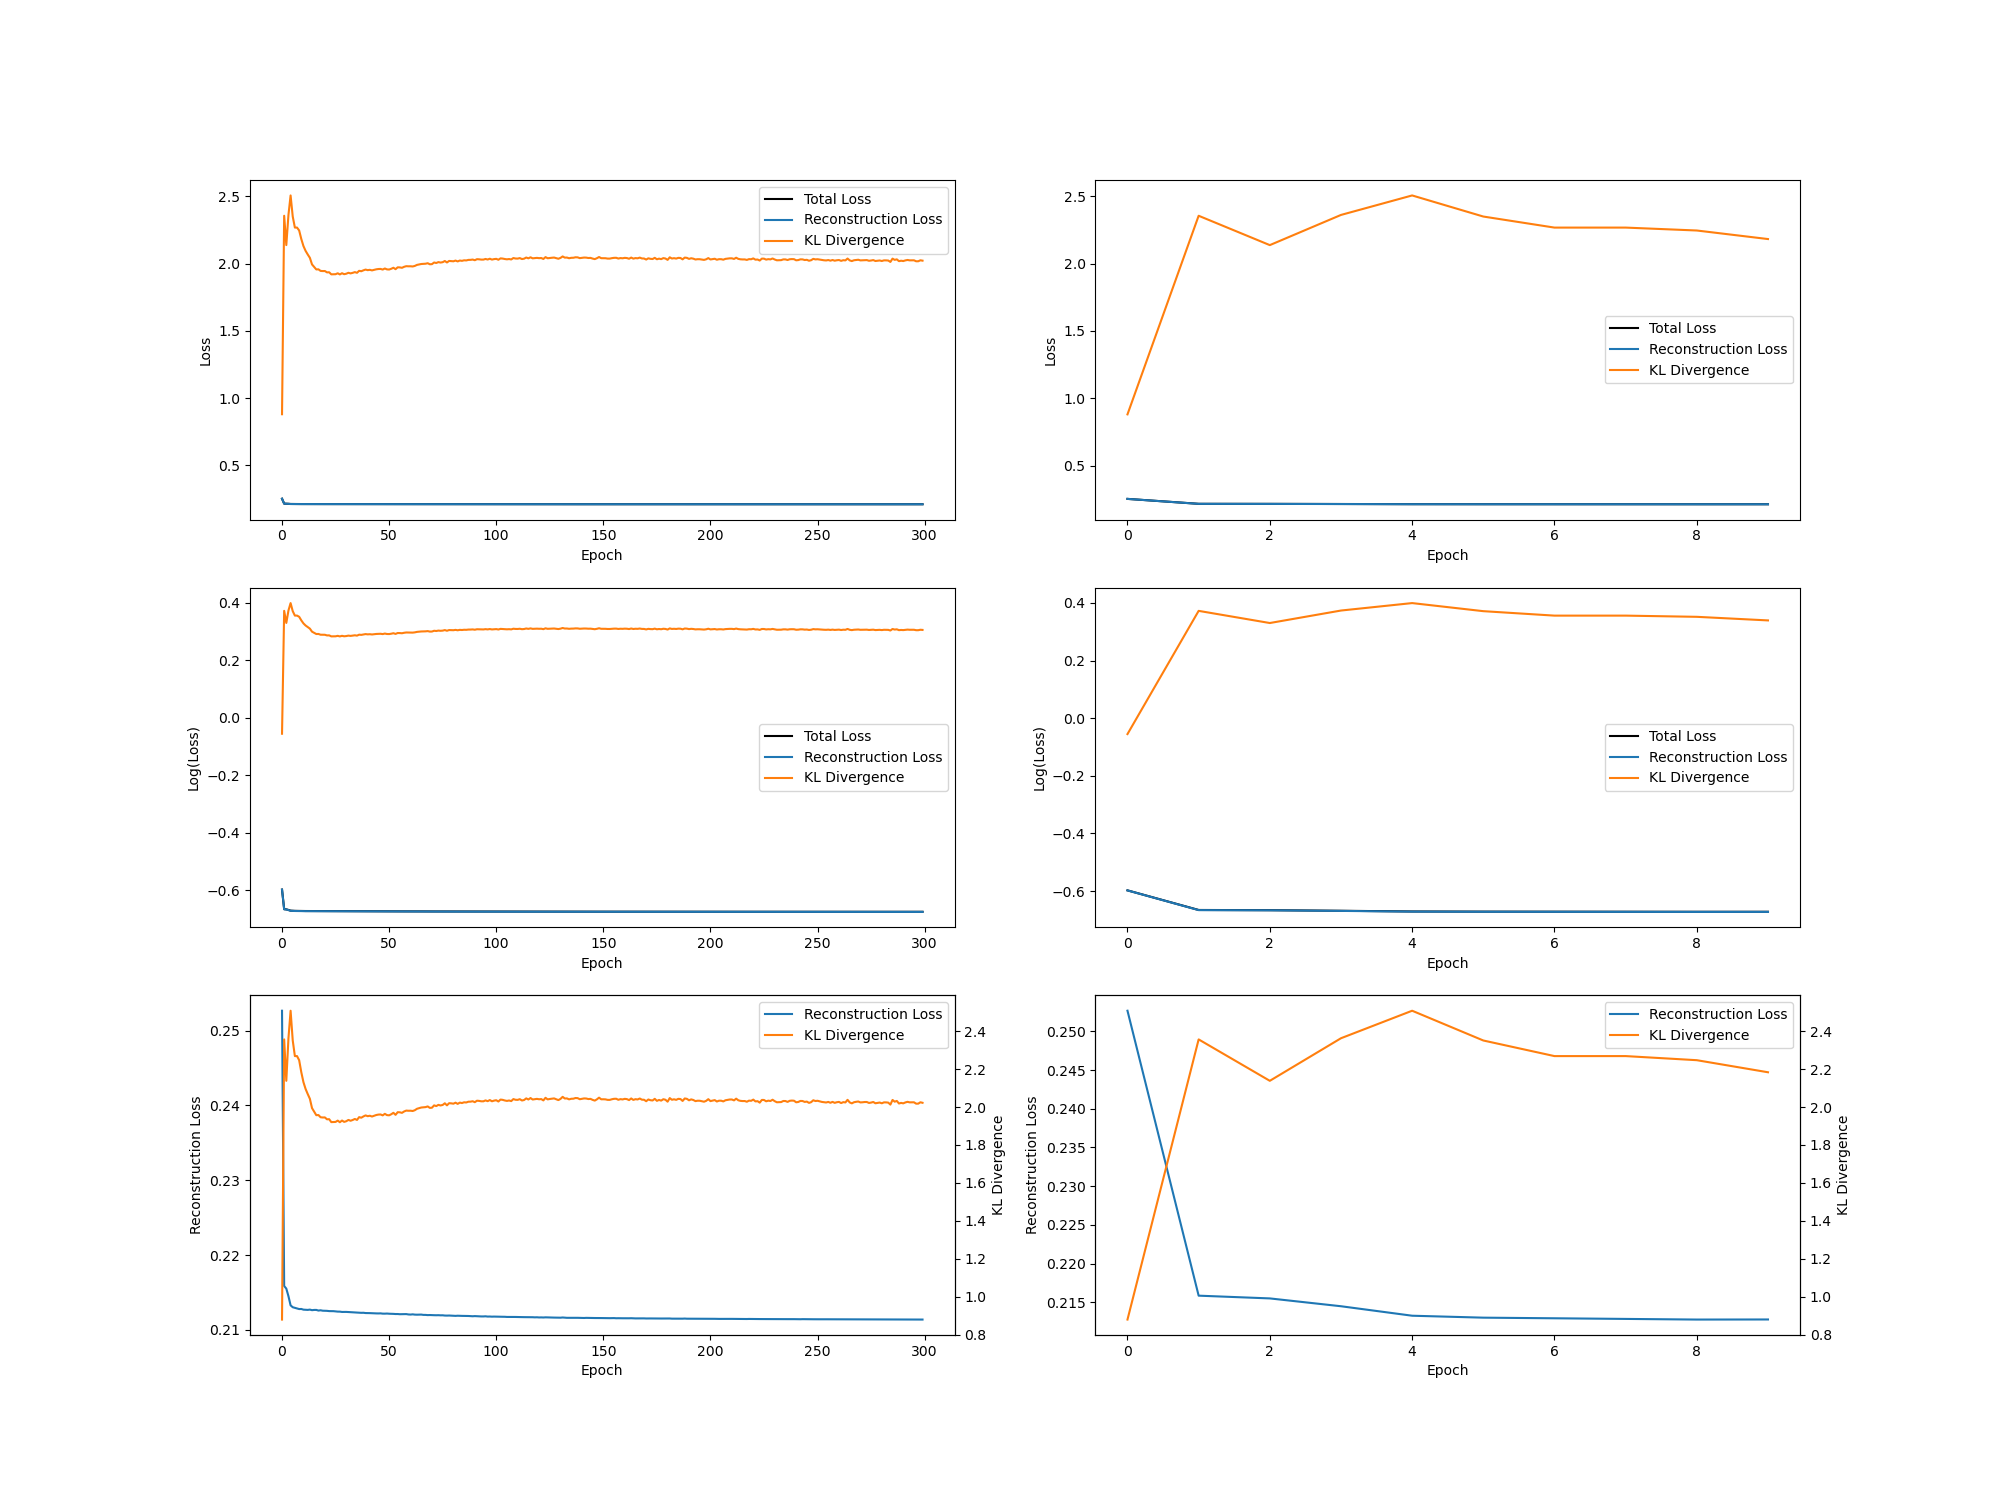 2.5
2.0
1.5
1.0
0.5
Loss
0 50 100 150 200 250 300
Epoch
Total Loss
Reconstruction Loss
KL Divergence
2.5
2.0
1.5
1.0
0.5
Loss
0 2 4 6 8
Epoch
Total Loss
Reconstruction Loss
KL Divergence
0.4
0.2
0.0
−0.2
−0.4
−0.6
Log(Loss)
0 50 100 150 200 250 300
Epoch
Total Loss
Reconstruction Loss
KL Divergence
0.4
0.2
0.0
−0.2
−0.4
−0.6
Log(Loss)
0 2 4 6 8
Epoch
Total Loss
Reconstruction Loss
KL Divergence
0.25
0.24
0.23
0.22
0.21
Reconstruction Loss
0 50 100 150 200 250 300
Epoch
Reconstruction Loss
KL Divergence
2.4
2.2
2.0
1.8
1.6
1.4
1.2
1.0
0.8
KL Divergence
0.250
0.245
0.240
0.235
0.230
0.225
0.220
0.215
Reconstruction Loss
0 2 4 6 8
Epoch
Reconstruction Loss
KL Divergence
2.4
2.2
2.0
1.8
1.6
1.4
1.2
1.0
0.8
KL Divergence